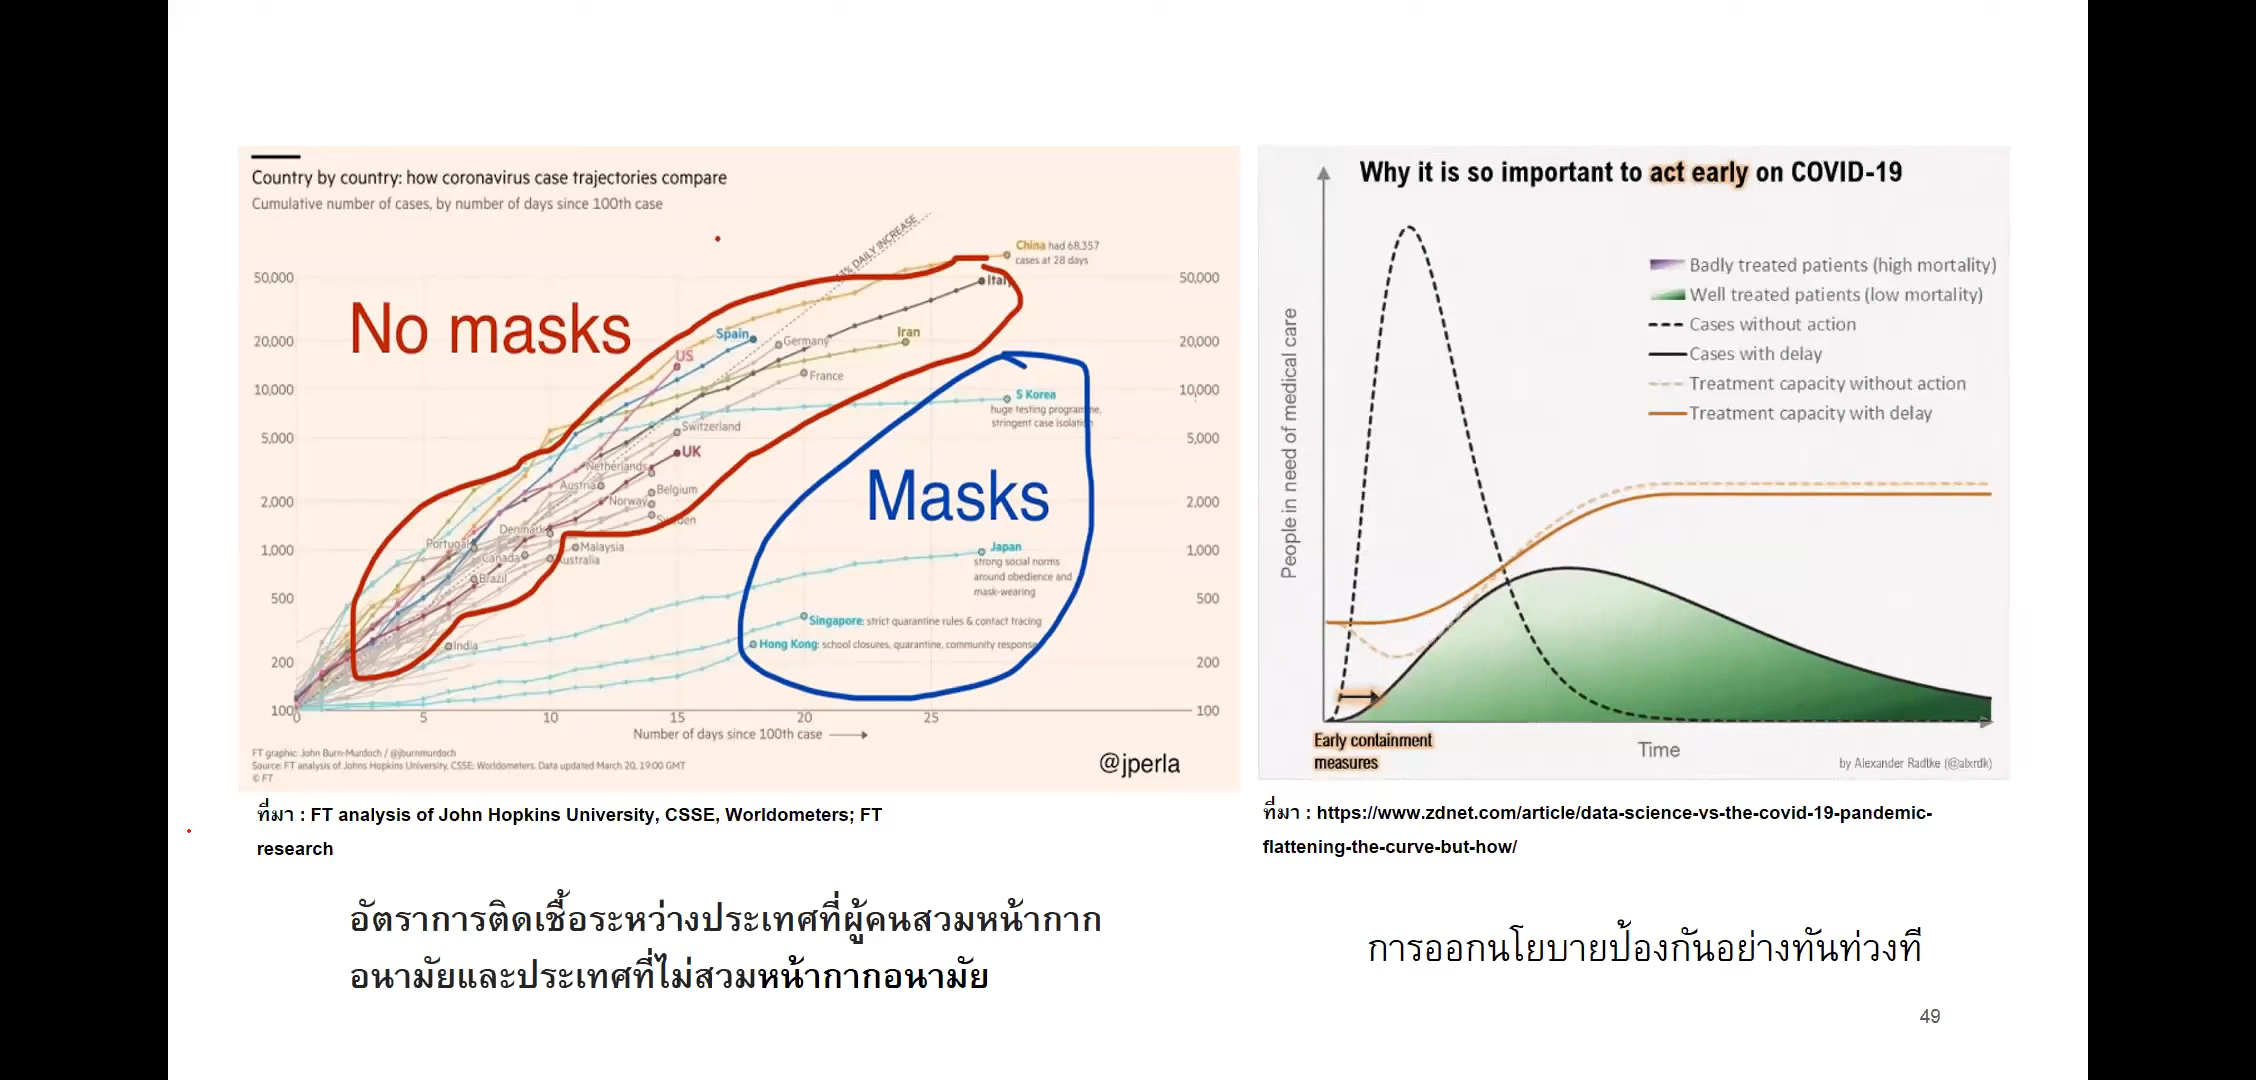 Country by country: how coronavirus case trajectories compare
Cumulative number of cases, by number of days since 100th case
DAILY INCREASE
China had 68,357
cases at 28 days
50,000
50,000
Italy
No masks
Spain
Iran
20,000
Germany
20,000
US
France
10,000
10,000
S Korea
huge testing programme,
stringent case isolation
5,000
Switzerland
5,000
UK
Netherlands
Masks
Austria
Belgium
2,000
Norway
2,000
Sweden
Denmark
Portugal
Malaysia
Japan
1,000
1,000
Canada
Australia
strong social norms
around obedience and
mask-wearing
Brazil
500
500
Singapore: strict quarantine rules & contact tracing
India
Hong Kong: school closures, quarantine, community response
200
200
100
100
0 5 10 15 20 25
Number of days since 100th case
FT graphic: John Burn-Murdoch / @jburnmurdoch
Source: FT analysis of Johns Hopkins University, CSSE; Worldometers. Data updated March 20, 19:00 GMT
© FT
@jperla
ที่มา : FT analysis of John Hopkins University, CSSE, Worldometers; FT
research
อัตราการติดเชื้อระหว่างประเทศที่ผู้คนสวมหน้ากาก
อนามัยและประเทศที่ไม่สวมหน้ากากอนามัย
Why it is so important to act early on COVID-19
People in need of medical care
Badly treated patients (high mortality)
Well treated patients (low mortality)
Cases without action
Cases with delay
Treatment capacity without action
Treatment capacity with delay
Early containment
measures
Time
by Alexander Radtke (@alxrdk)
ที่มา : https://www.zdnet.com/article/data-science-vs-the-covid-19-pandemic-
flattening-the-curve-but-how/
การออกนโยบายป้องกันอย่างทันท่วงที
49